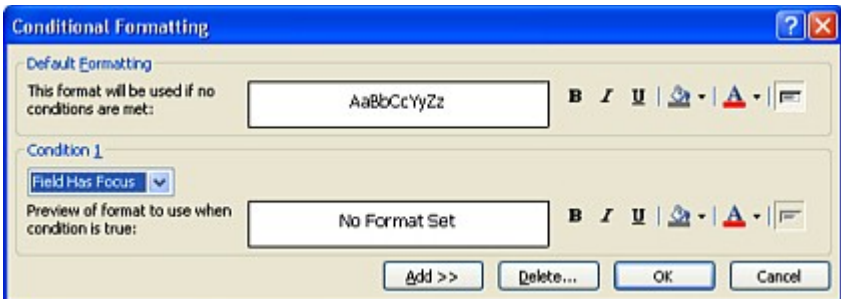 Conditional Formatting
Default Formatting
This format will be used if no
conditions are met:
AaBbCcYyZz
B I U A
Condition 1
Field Has Focus
Preview of format to use when
condition is true:
No Format Set
B I U A
Add >> Delete... OK Cancel